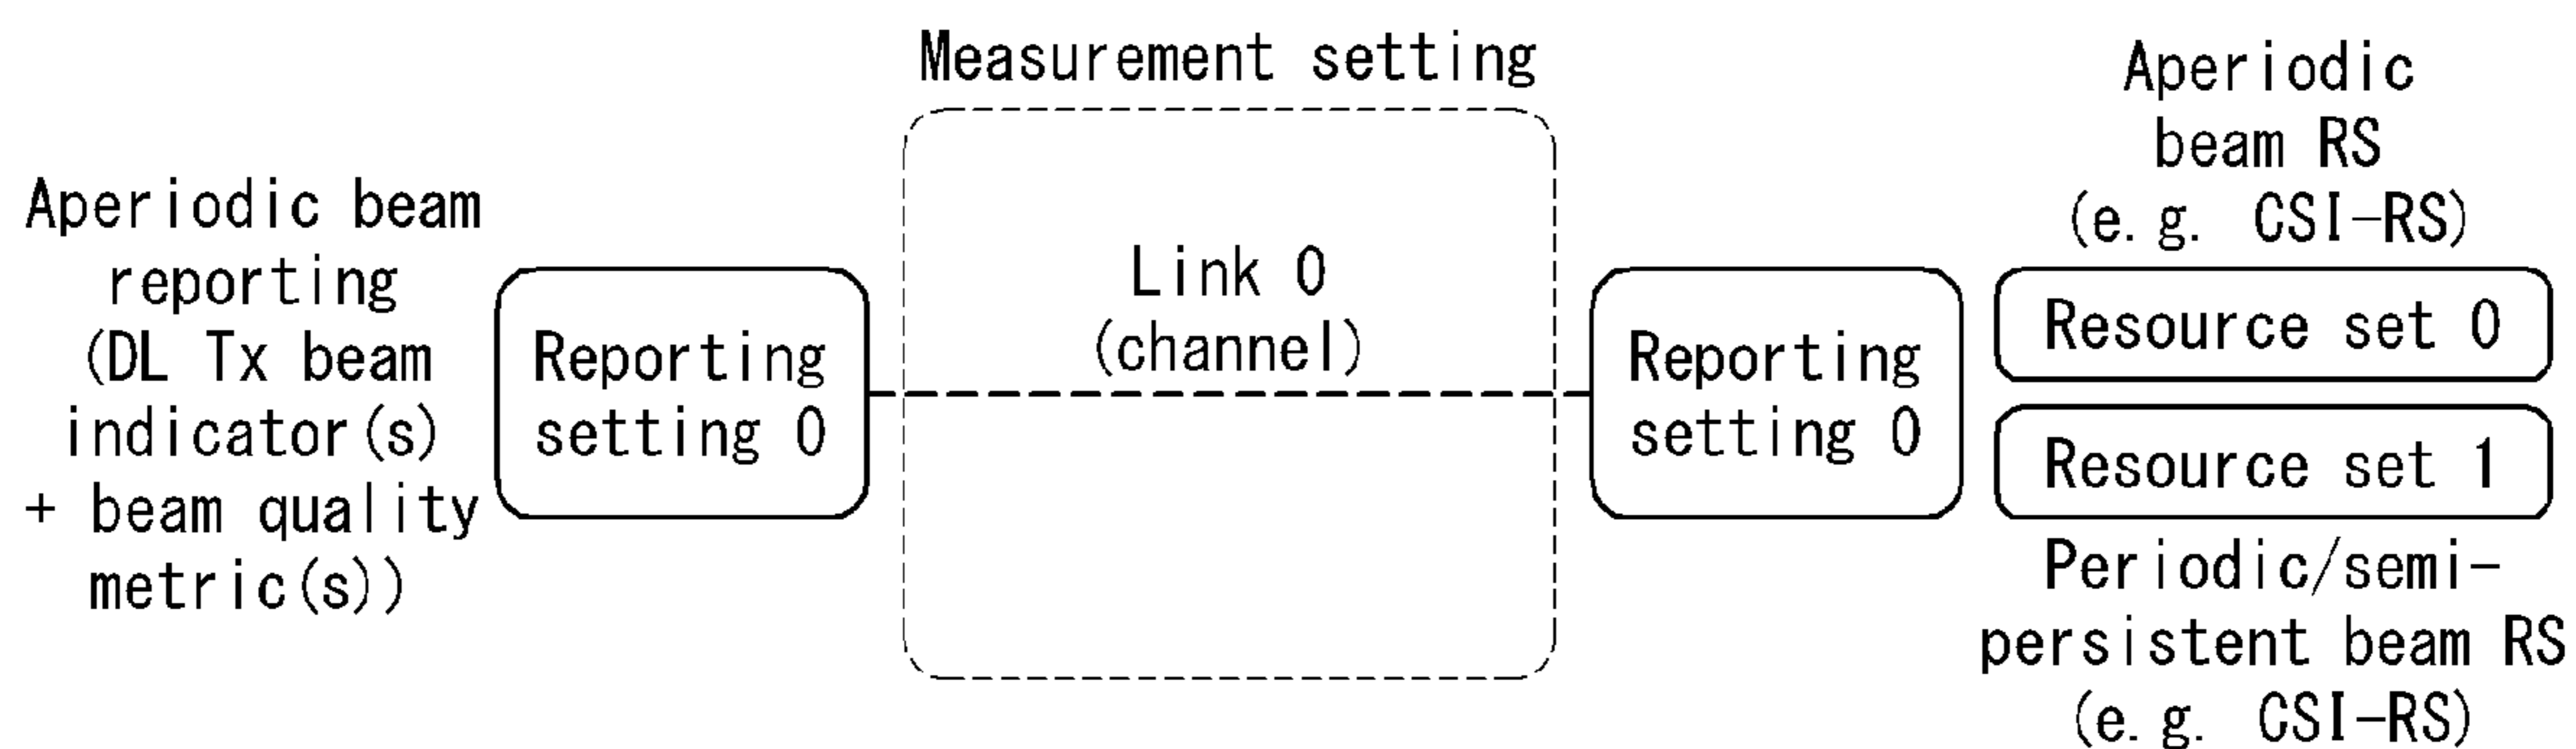 Measurement setting
Aperiodic beam
reporting
(DL Tx beam
indicator(s)
+ beam quality
metric(s))
Reporting
setting 0
Link 0
(channel)
Reporting
setting 0
Aperiodic
beam RS
(e.g. CSI-RS)
Resource set 0
Resource set 1
Periodic/semi-
persistent beam RS
(e.g. CSI-RS)